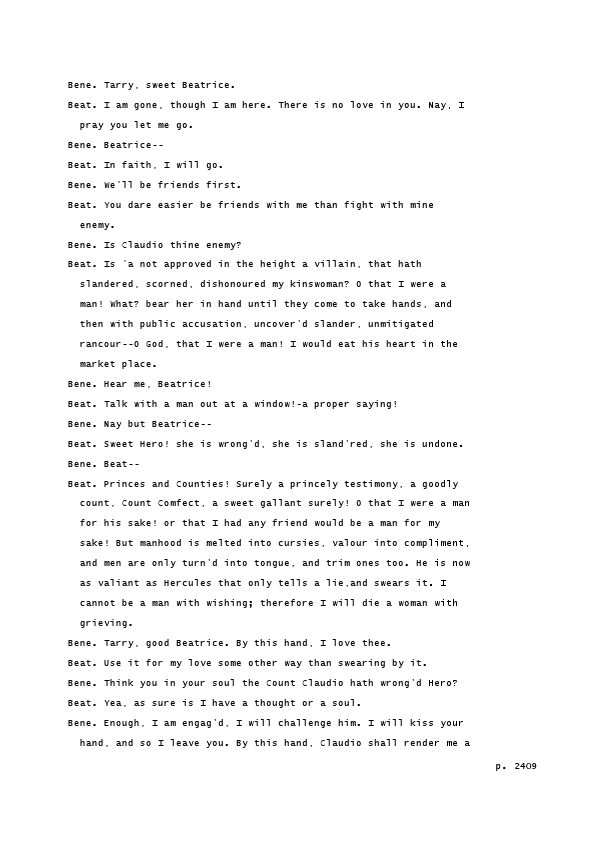 Bene. Tarry, sweet Beatrice.
Beat. I am gone, though I am here. There is no love in you. Nay, I
pray you let me go.
Bene. Beatrice--
Beat. In faith, I will go.
Bene. We'll be friends first.
Beat. You dare easier be friends with me than fight with mine
enemy.
Bene. Is Claudio thine enemy?
Beat. Is 'a not approved in the height a villain, that hath
slandered, scorned, dishonoured my kinswoman? O that I were a
man! What? bear her in hand until they come to take hands, and
then with public accusation, uncover'd slander, unmitigated
rancour--O God, that I were a man! I would eat his heart in the
market place.
Bene. Hear me, Beatrice!
Beat. Talk with a man out at a window!-a proper saying!
Bene. Nay but Beatrice--
Beat. Sweet Hero! she is wrong'd, she is sland'red, she is undone.
Bene. Beat--
Beat. Princes and Counties! Surely a princely testimony, a goodly
count, Count Comfect, a sweet gallant surely! O that I were a man
for his sake! or that I had any friend would be a man for my
sake! But manhood is melted into cursies, valour into compliment,
and men are only turn'd into tongue, and trim ones too. He is now
as valiant as Hercules that only tells a lie,and swears it. I
cannot be a man with wishing; therefore I will die a woman with
grieving.
Bene. Tarry, good Beatrice. By this hand, I love thee.
Beat. Use it for my love some other way than swearing by it.
Bene. Think you in your soul the Count Claudio hath wrong'd Hero?
Beat. Yea, as sure is I have a thought or a soul.
Bene. Enough, I am engag'd, I will challenge him. I will kiss your
hand, and so I leave you. By this hand, Claudio shall render me a
p. 2409